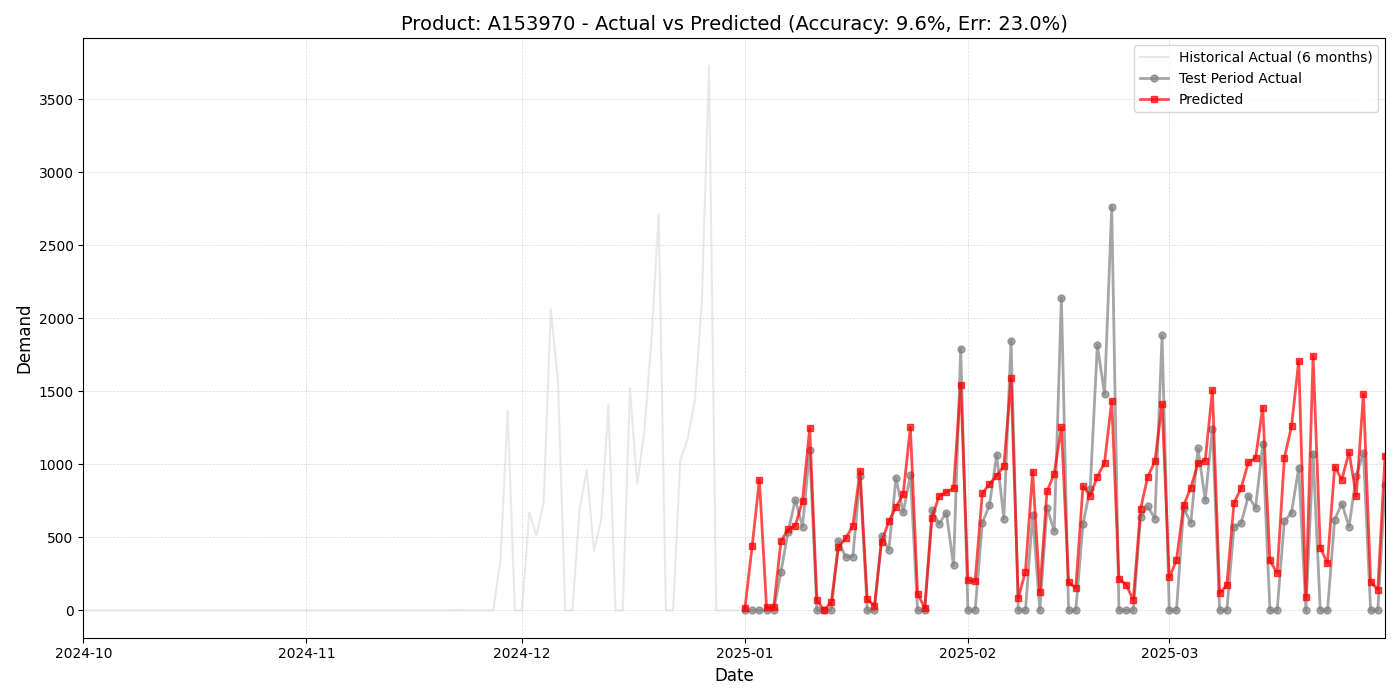 Product: A153970 - Actual vs Predicted (Accuracy: 9.6%, Err: 23.0%)
Historical Actual (6 months)
Test Period Actual
Predicted
3500
3000
2500
2000
1500
1000
500
0
Demand
2024-10
2024-11
2024-12
2025-01
2025-02
2025-03
Date